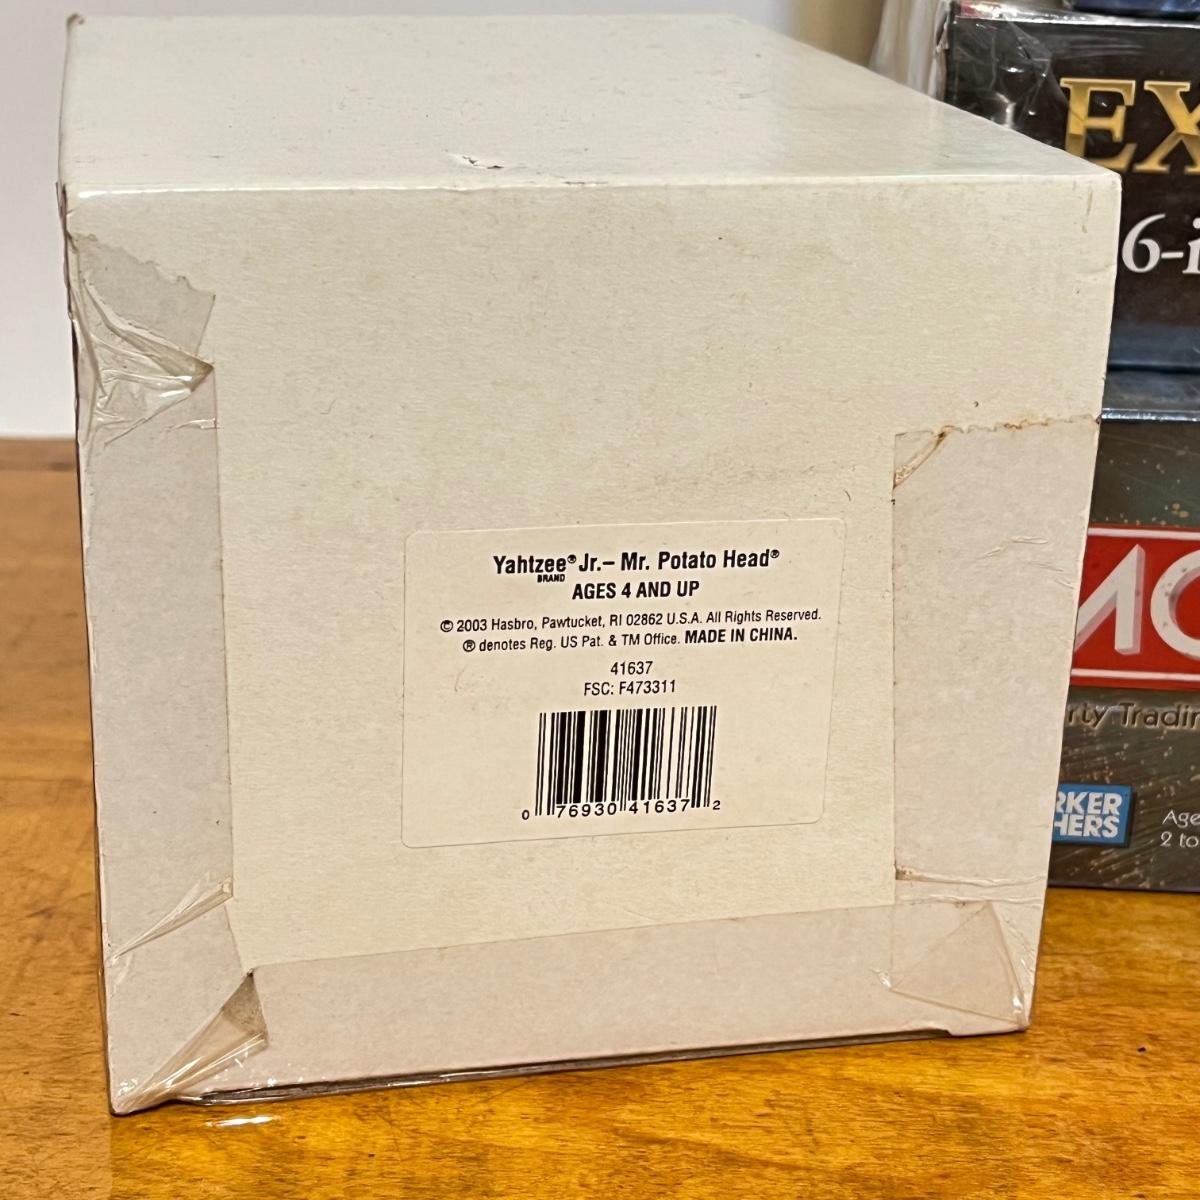 Yahtzee® Jr.– Mr. Potato Head®
BRAND
AGES 4 AND UP
© 2003 Hasbro, Pawtucket, RI 02862 U.S.A. All Rights Reserved.
® denotes Reg. US Pat. & TM Office. MADE IN CHINA.
41637
FSC: F473311
0 76930 41637 2
EX
6-i
MO
rty Tradin
RKER
HERS
Age
2 to